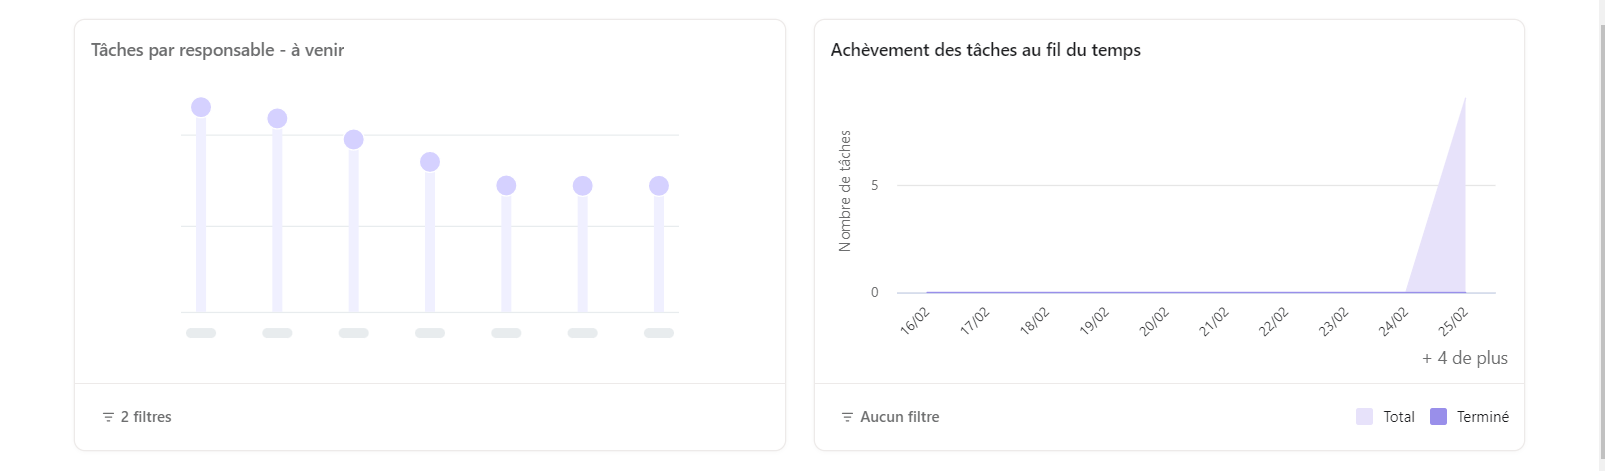 Tâches par responsable - à venir
2 filtres
Achèvement des tâches au fil du temps
Nombre de tâches
5
0
16/02
17/02
18/02
19/02
20/02
21/02
22/02
23/02
24/02
25/02
+ 4 de plus
Aucun filtre
Total
Terminé